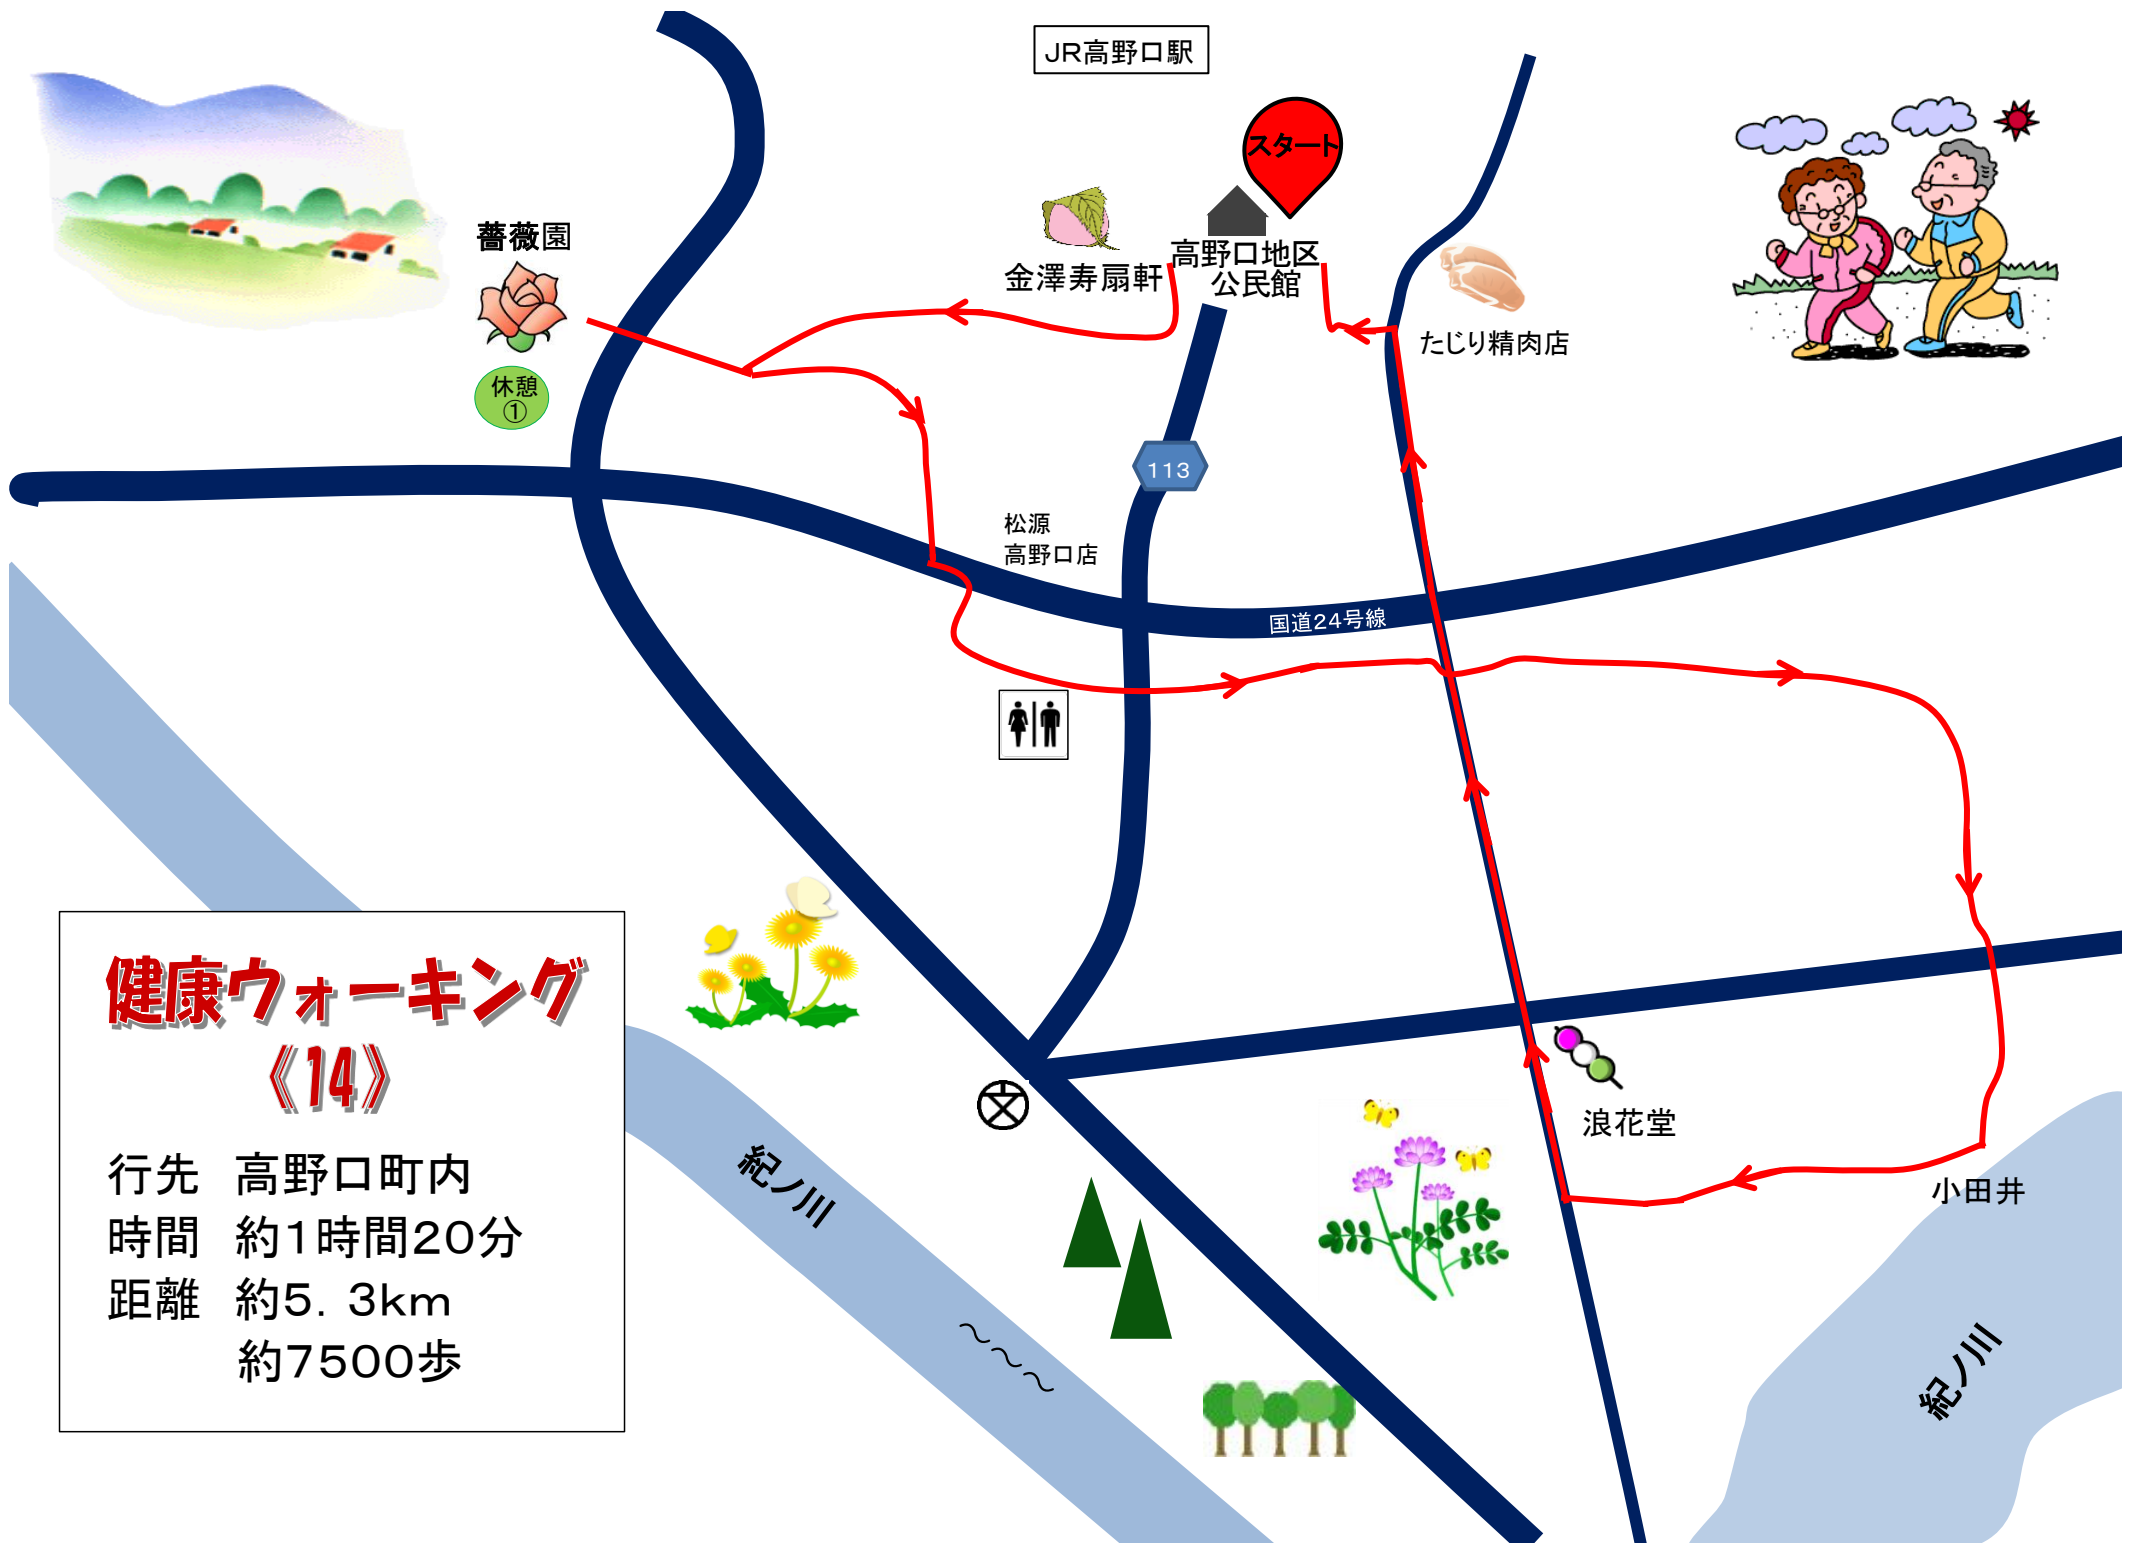 JR高野口駅
スタート
薔薇園
高野口地区
公民館
金澤寿扇軒
たじり精肉店
休憩
①
113
松源
高野口店
国道24号線
健康ウォーキング
《14》
行先 高野口町内
時間 約1時間20分
距離 約5．3km
約7500歩
浪花堂
紀ノ川
小田井
～～～
紀ノ川